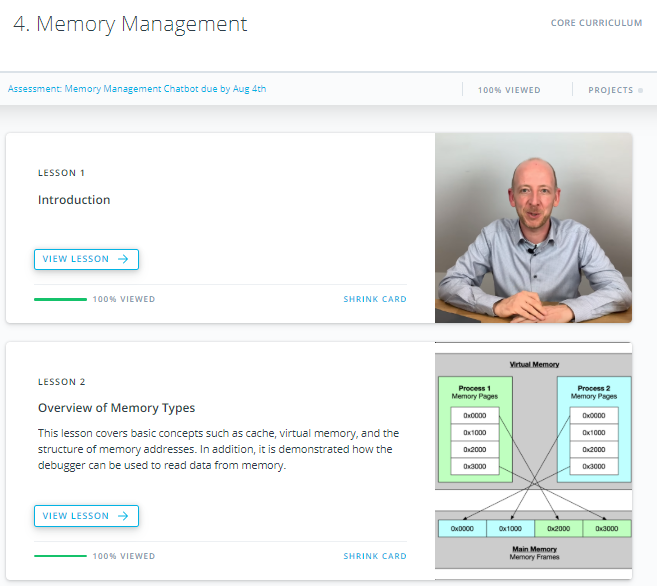 4. Memory Management
CORE CURRICULUM
Assessment: Memory Management Chatbot due by Aug 4th
100% VIEWED
PROJECTS
LESSON 1
Introduction
VIEW LESSON
100% VIEWED
SHRINK CARD
LESSON 2
Overview of Memory Types
This lesson covers basic concepts such as cache, virtual memory, and the
structure of memory addresses. In addition, it is demonstrated how the
debugger can be used to read data from memory.
VIEW LESSON
100% VIEWED
SHRINK CARD
Virtual Memory
Process 1
Memory Pages
0x0000
0x1000
0x2000
0x3000
Process 2
Memory Pages
0x0000
0x1000
0x2000
0x3000
0x0000 0x1000 0x2000 0x3000
Main Memory
Memory Frames